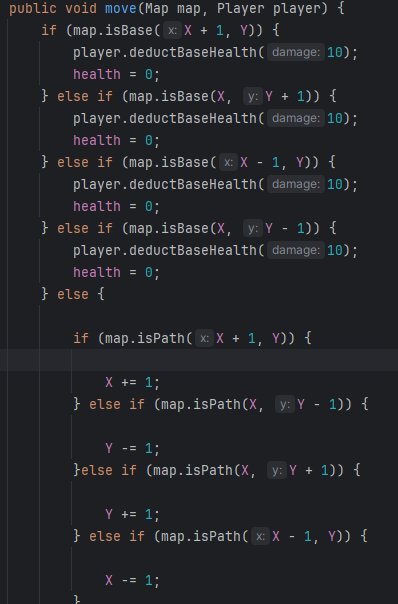 public void move(Map map, Player player) {
    if (map.isBase( x: X + 1, Y)) {
        player.deductBaseHealth( damage: 10);
        health = 0;
    } else if (map.isBase(X, y: Y + 1)) {
        player.deductBaseHealth( damage: 10);
        health = 0;
    } else if (map.isBase( x: X - 1, Y)) {
        player.deductBaseHealth( damage: 10);
        health = 0;
    } else if (map.isBase(X, y: Y - 1)) {
        player.deductBaseHealth( damage: 10);
        health = 0;
    } else {
        if (map.isPath( x: X + 1, Y)) {
            X += 1;
        } else if (map.isPath(X, y: Y - 1)) {
            Y -= 1;
        }else if (map.isPath(X, y: Y + 1)) {
            Y += 1;
        } else if (map.isPath( x: X - 1, Y)) {
            X -= 1;
        }